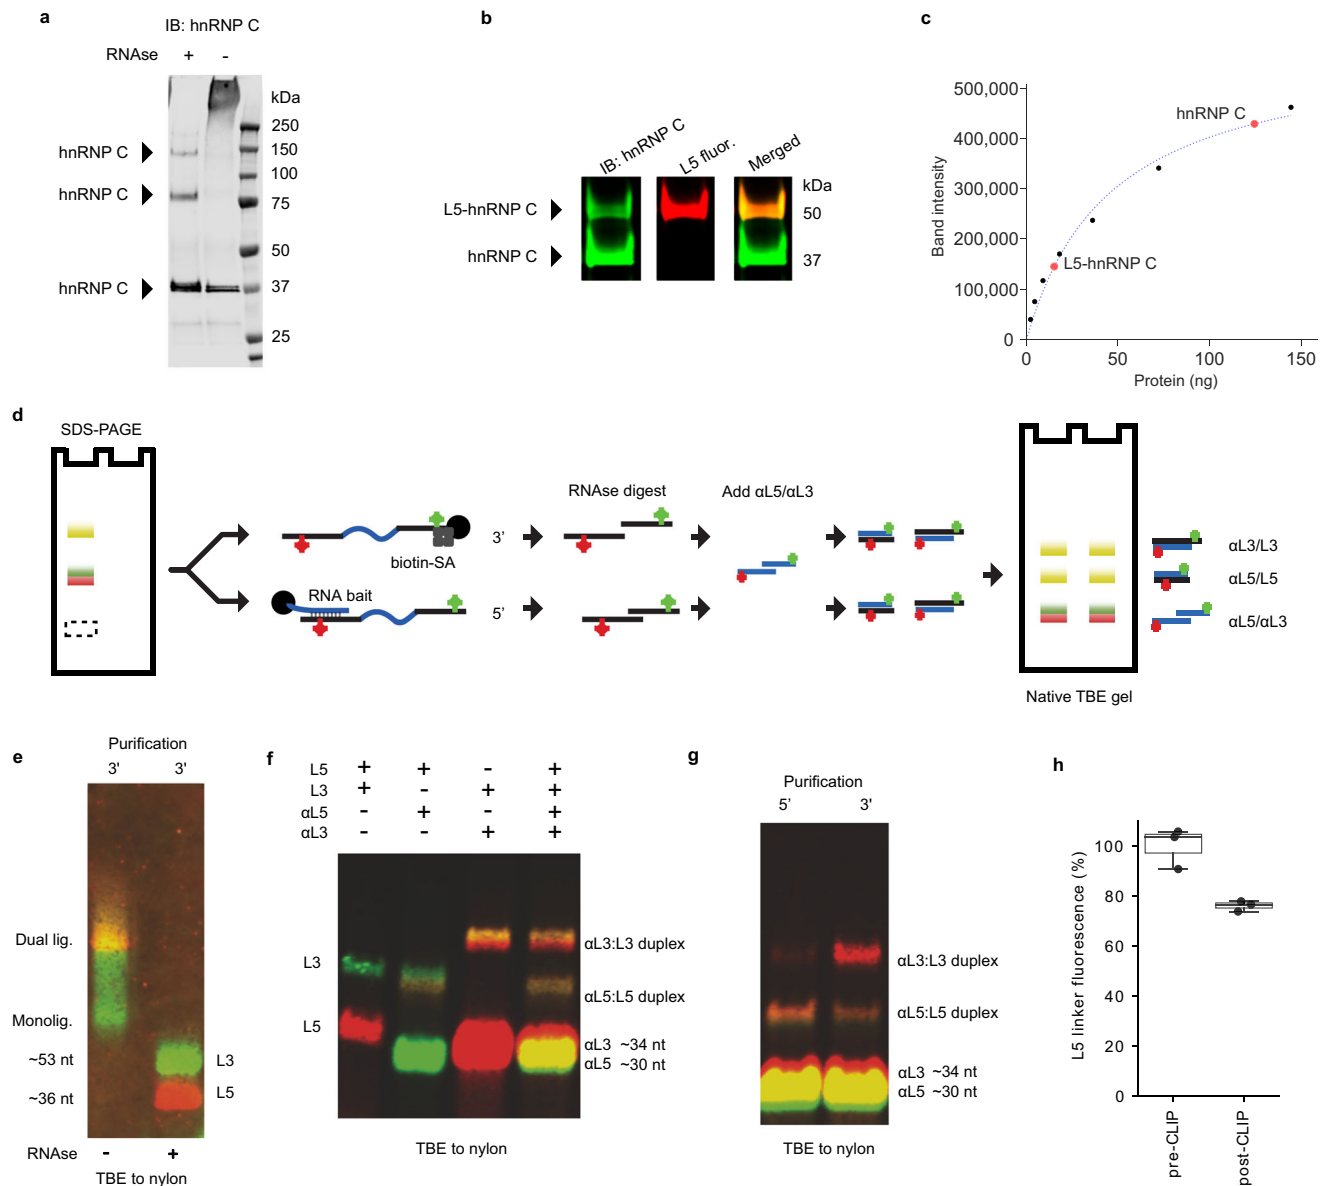 a
IB: hnRNP C
RNAse + -
kDa
250
150
100
75
50
37
25
hnRNP C
hnRNP C
hnRNP C
b
IB: hnRNP C
L5 fluor.
Merged
kDa
L5-hnRNP C 50
hnRNP C 37
c
Band intensity
500,000
400,000
300,000
200,000
100,000
0
hnRNP C
L5-hnRNP C
0 50 100 150
Protein (ng)
d
SDS-PAGE
biotin-SA
3’
RNA bait
5’
RNAse digest
Add αL5/αL3
αL3/L3
αL5/L5
αL5/αL3
Native TBE gel
e
Purification
3' 3'
Dual lig.
Monolig.
~53 nt L3
~36 nt L5
RNAse - +
TBE to nylon
f
L5 + + - +
L3 + - + +
αL5 - + - +
αL3 - - + +
L3
L5
αL3:L3 duplex
αL5:L5 duplex
αL3 ~34 nt
αL5 ~30 nt
TBE to nylon
g
Purification
5' 3'
αL3:L3 duplex
αL5:L5 duplex
αL3 ~34 nt
αL5 ~30 nt
TBE to nylon
h
L5 linker fluorescence (%)
100
80
60
40
20
0
pre-CLIP
post-CLIP